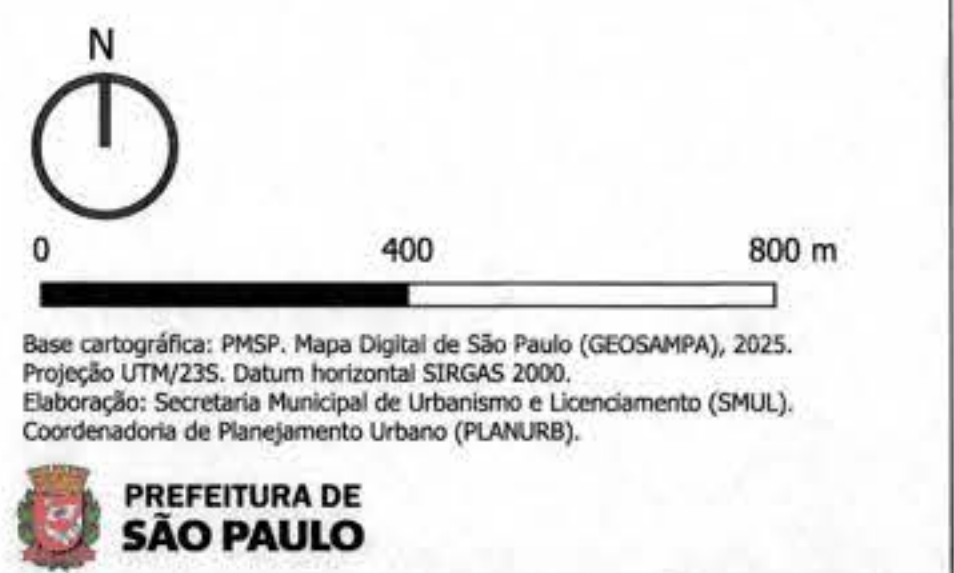 N
0 400 800 m
Base cartográfica: PMSP. Mapa Digital de São Paulo (GEOSAMPA), 2025.
Projeção UTM/23S. Datum horizontal SIRGAS 2000.
Elaboração: Secretaria Municipal de Urbanismo e Licenciamento (SMUL).
Coordenadoria de Planejamento Urbano (PLANURB).
PREFEITURA DE
SÃO PAULO